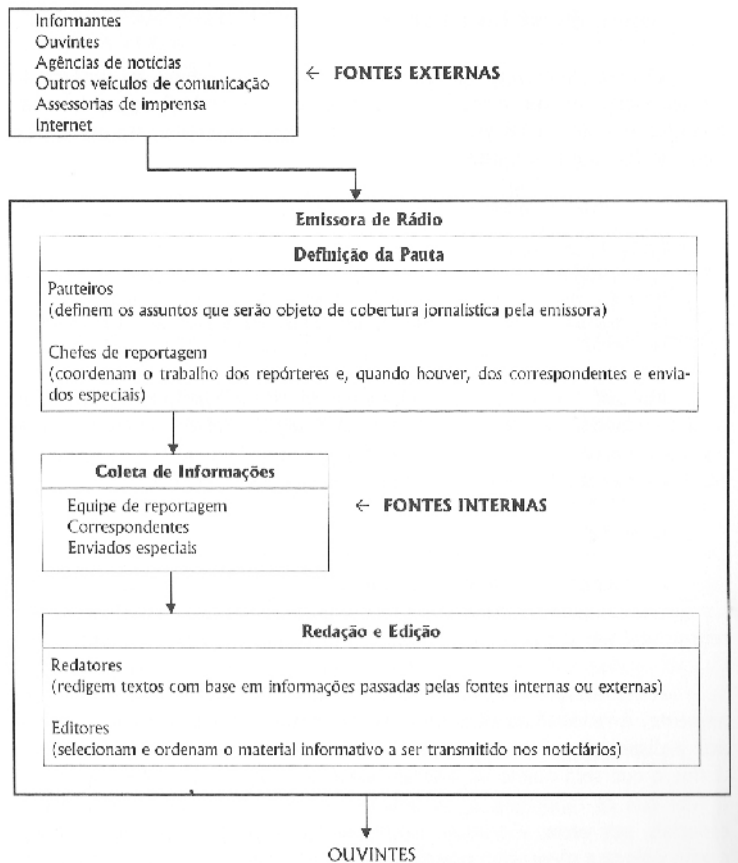 Informantes
Ouvintes
Agências de notícias
Outros veículos de comunicação
Assessorias de imprensa
Internet
← FONTES EXTERNAS
Emissora de Rádio
Definição da Pauta
Pauteiros
(definem os assuntos que serão objeto de cobertura jornalística pela emissora)
Chefes de reportagem
(coordenam o trabalho dos repórteres e, quando houver, dos correspondentes e envia-
dos especiais)
Coleta de Informações
Equipe de reportagem
Correspondentes
Enviados especiais
← FONTES INTERNAS
Redação e Edição
Redatores
(redigem textos com base em informações passadas pelas fontes internas ou externas)
Editores
(selecionam e ordenam o material informativo a ser transmitido nos noticiários)
OUVINTES